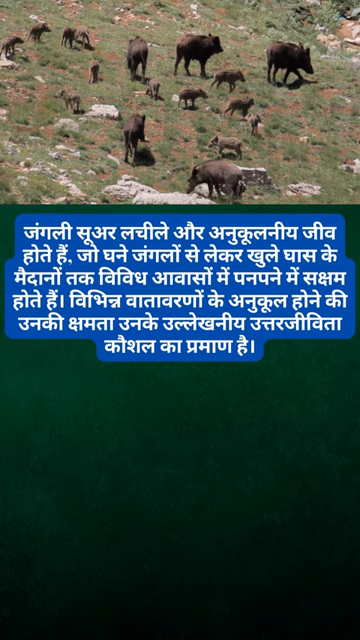 जंगली सूअर लचीले और अनुकूलनीय जीव
होते हैं, जो घने जंगलों से लेकर खुले घास के
मैदानों तक विविध आवासों में पनपने में सक्षम
होते हैं। विभिन्न वातावरणों के अनुकूल होने की
उनकी क्षमता उनके उल्लेखनीय उत्तरजीविता
कौशल का प्रमाण है।